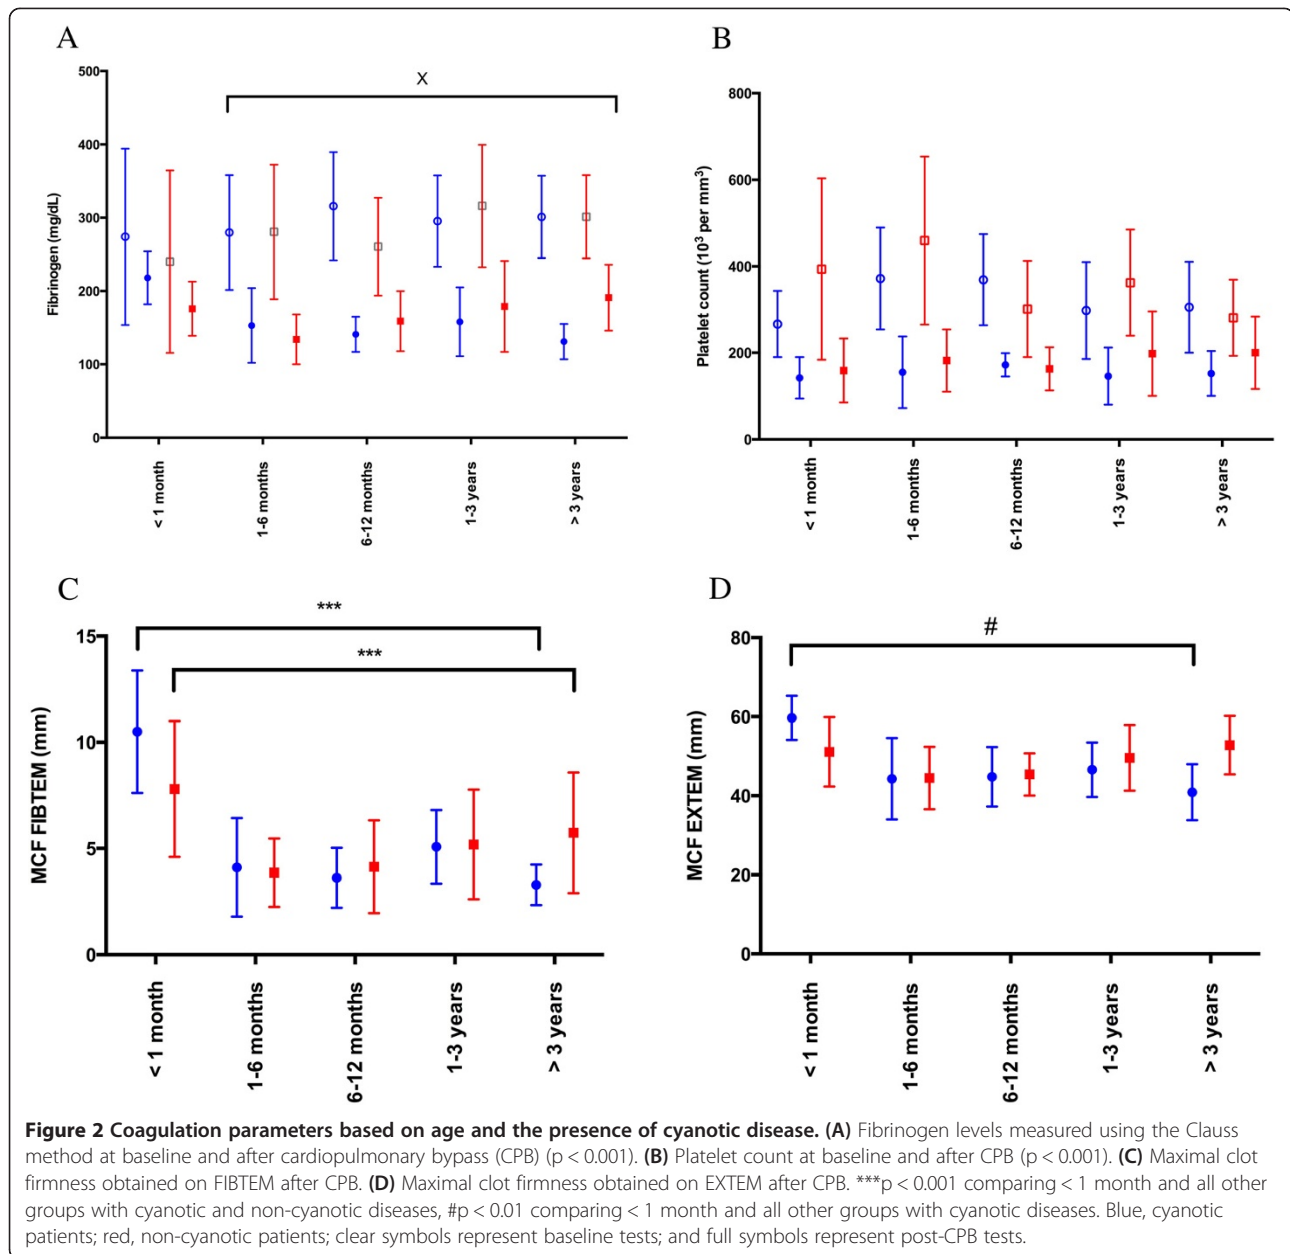 A
X
Fibrinogen (mg/dL)
500
400
300
200
100
0
< 1 month
1-6 months
6-12 months
1-3 years
> 3 years
B
Platelet count (10³ per mm³)
800
600
400
200
0
< 1 month
1-6 months
6-12 months
1-3 years
> 3 years
C
***
***
MCF FIBTEM (mm)
15
10
5
0
< 1 month
1-6 months
6-12 months
1-3 years
> 3 years
D
#
MCF EXTEM (mm)
80
60
40
20
0
< 1 month
1-6 months
6-12 months
1-3 years
> 3 years
Figure 2 Coagulation parameters based on age and the presence of cyanotic disease. (A) Fibrinogen levels measured using the Clauss
method at baseline and after cardiopulmonary bypass (CPB) (p < 0.001). (B) Platelet count at baseline and after CPB (p < 0.001). (C) Maximal clot
firmness obtained on FIBTEM after CPB. (D) Maximal clot firmness obtained on EXTEM after CPB. ***p < 0.001 comparing < 1 month and all other
groups with cyanotic and non-cyanotic diseases, #p < 0.01 comparing < 1 month and all other groups with cyanotic diseases. Blue, cyanotic
patients; red, non-cyanotic patients; clear symbols represent baseline tests; and full symbols represent post-CPB tests.